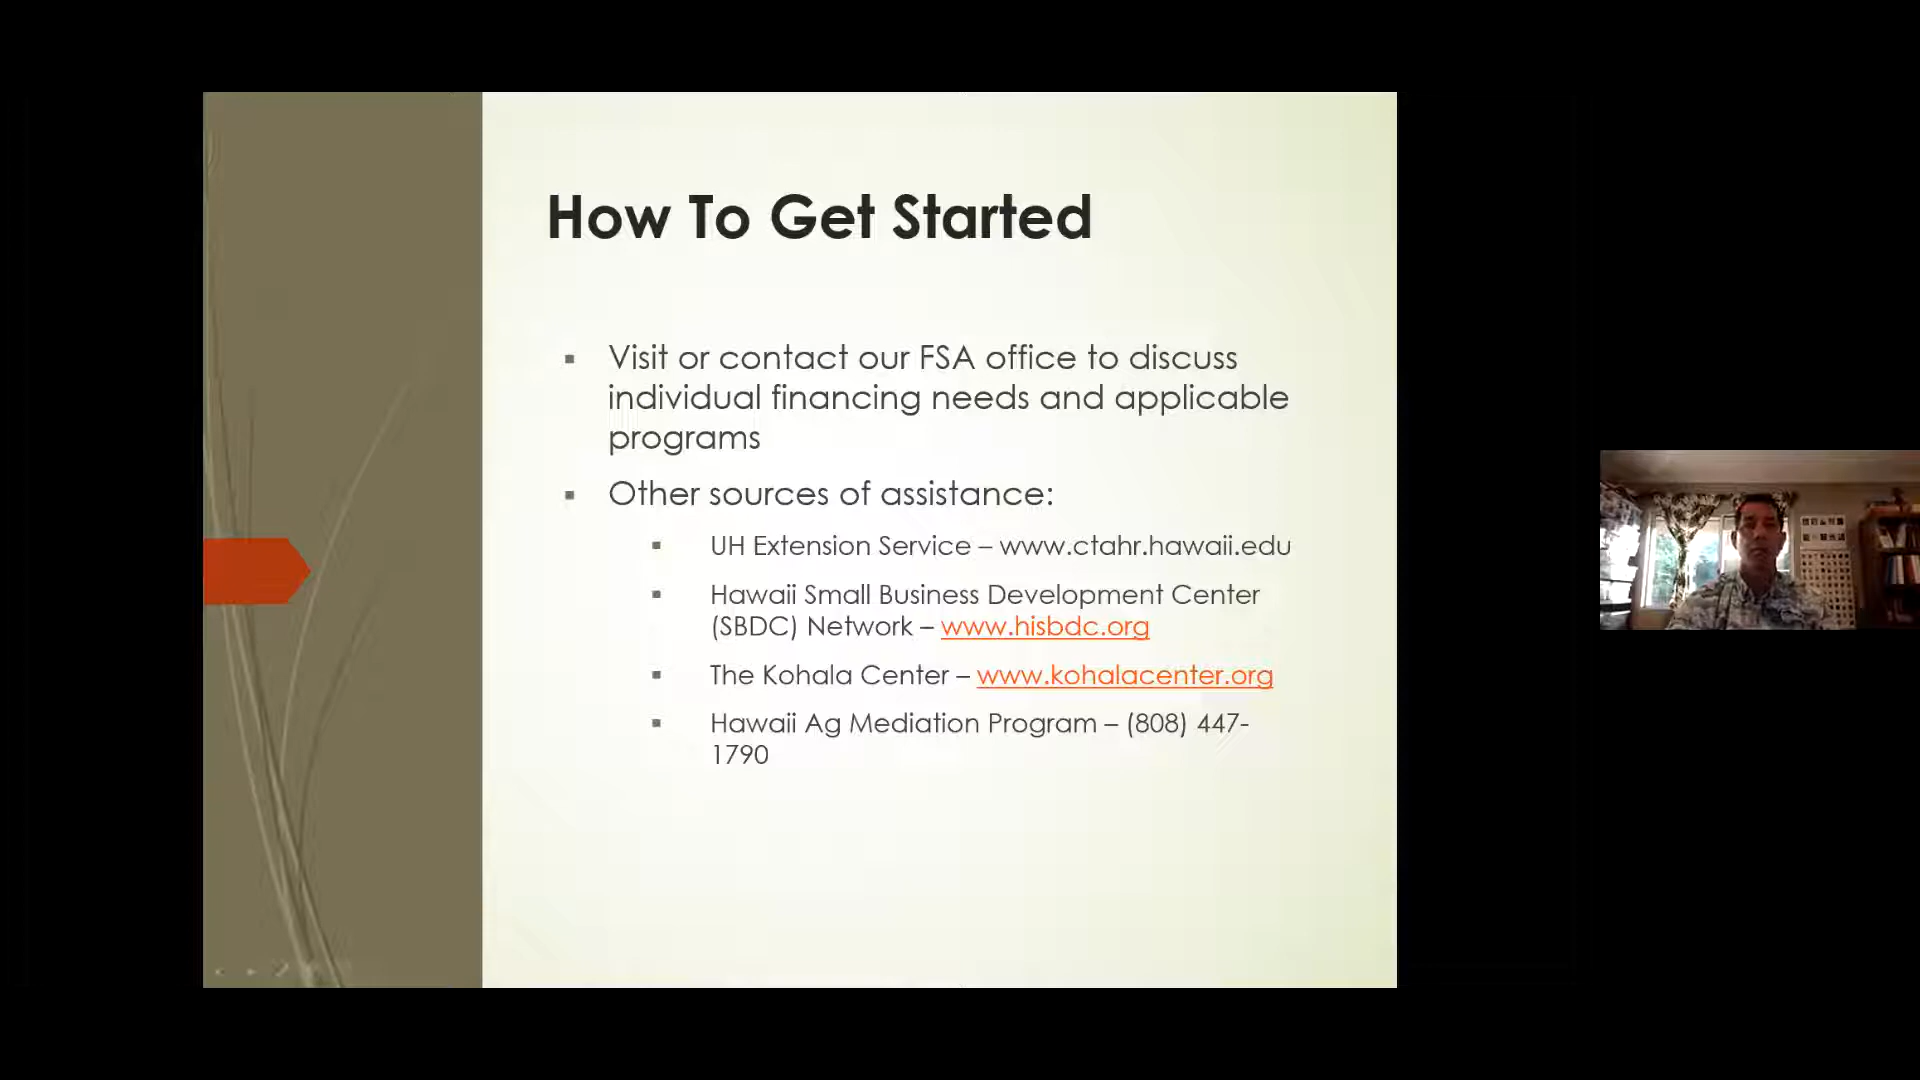 How To Get Started
▪ Visit or contact our FSA office to discuss
individual financing needs and applicable
programs
▪ Other sources of assistance:
▪ UH Extension Service – www.ctahr.hawaii.edu
▪ Hawaii Small Business Development Center
(SBDC) Network – www.hisbdc.org
▪ The Kohala Center – www.kohalacenter.org
▪ Hawaii Ag Mediation Program – (808) 447-
1790